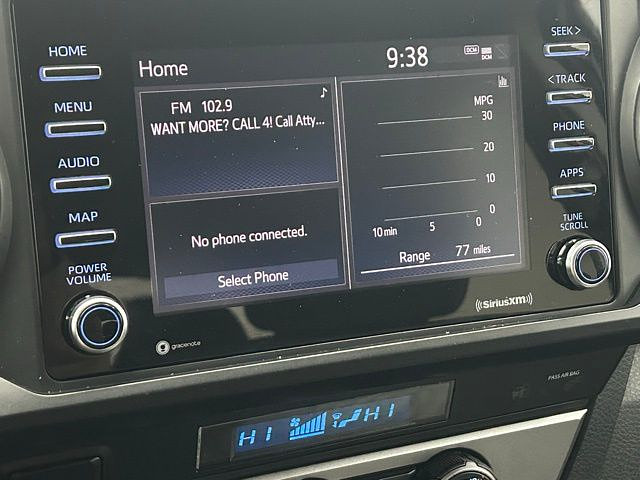 HOME
MENU
AUDIO
MAP
POWER
VOLUME
Home
9:38
DCM
DCM
FM 102.9
WANT MORE? CALL 4! Call Atty...
No phone connected.
Select Phone
MPG
30
20
10
0
10 min 5 0
Range 77 miles
SEEK>
<TRACK
PHONE
APPS
TUNE
SCROLL
gracenote
((SiriusXM))
HI HI
PASS AIR BAG